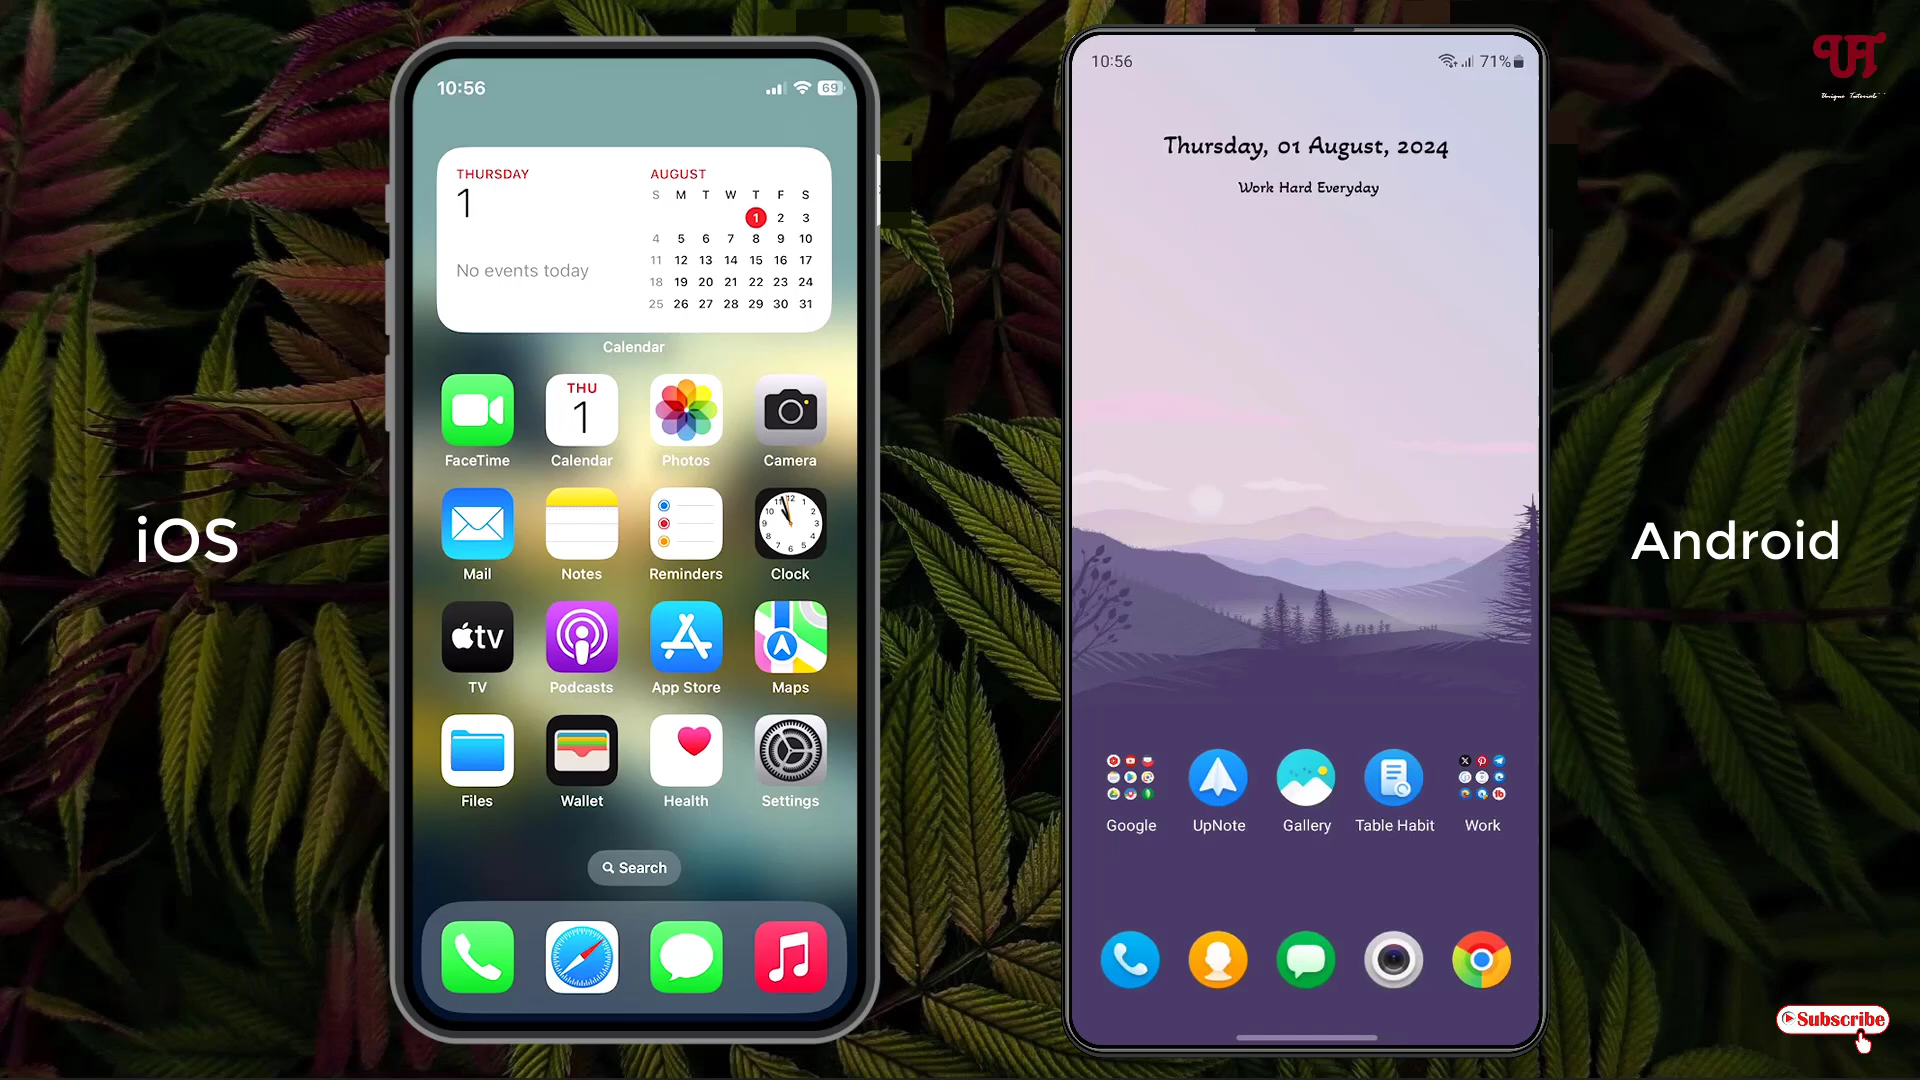 10:56
69
THURSDAY
1
No events today
AUGUST
S M T W T F S
1 2 3
4 5 6 7 8 9 10
11 12 13 14 15 16 17
18 19 20 21 22 23 24
25 26 27 28 29 30 31
Calendar
THU
1
FaceTime Calendar Photos Camera
Mail Notes Reminders Clock
tv
TV Podcasts App Store Maps
Files Wallet Health Settings
Search
iOS
10:56
71%
Thursday, 01 August, 2024
Work Hard Everyday
Google UpNote Gallery Table Habit Work
Android
UT
Unique Tutorials
Subscribe